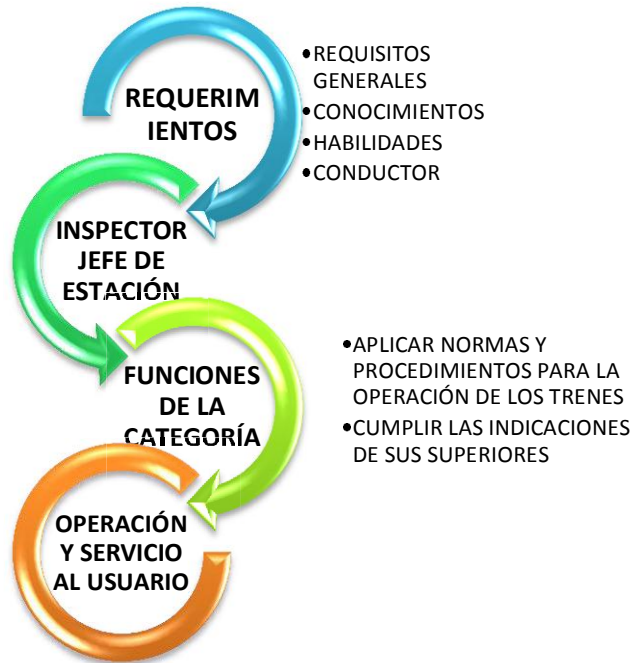 REQUERIM
IENTOS
•REQUISITOS
GENERALES
•CONOCIMIENTOS
•HABILIDADES
•CONDUCTOR
INSPECTOR
JEFE DE
ESTACIÓN
FUNCIONES
DE LA
CATEGORÍA
•APLICAR NORMAS Y
PROCEDIMIENTOS PARA LA
OPERACIÓN DE LOS TRENES
•CUMPLIR LAS INDICACIONES
DE SUS SUPERIORES
OPERACIÓN
Y SERVICIO
AL USUARIO